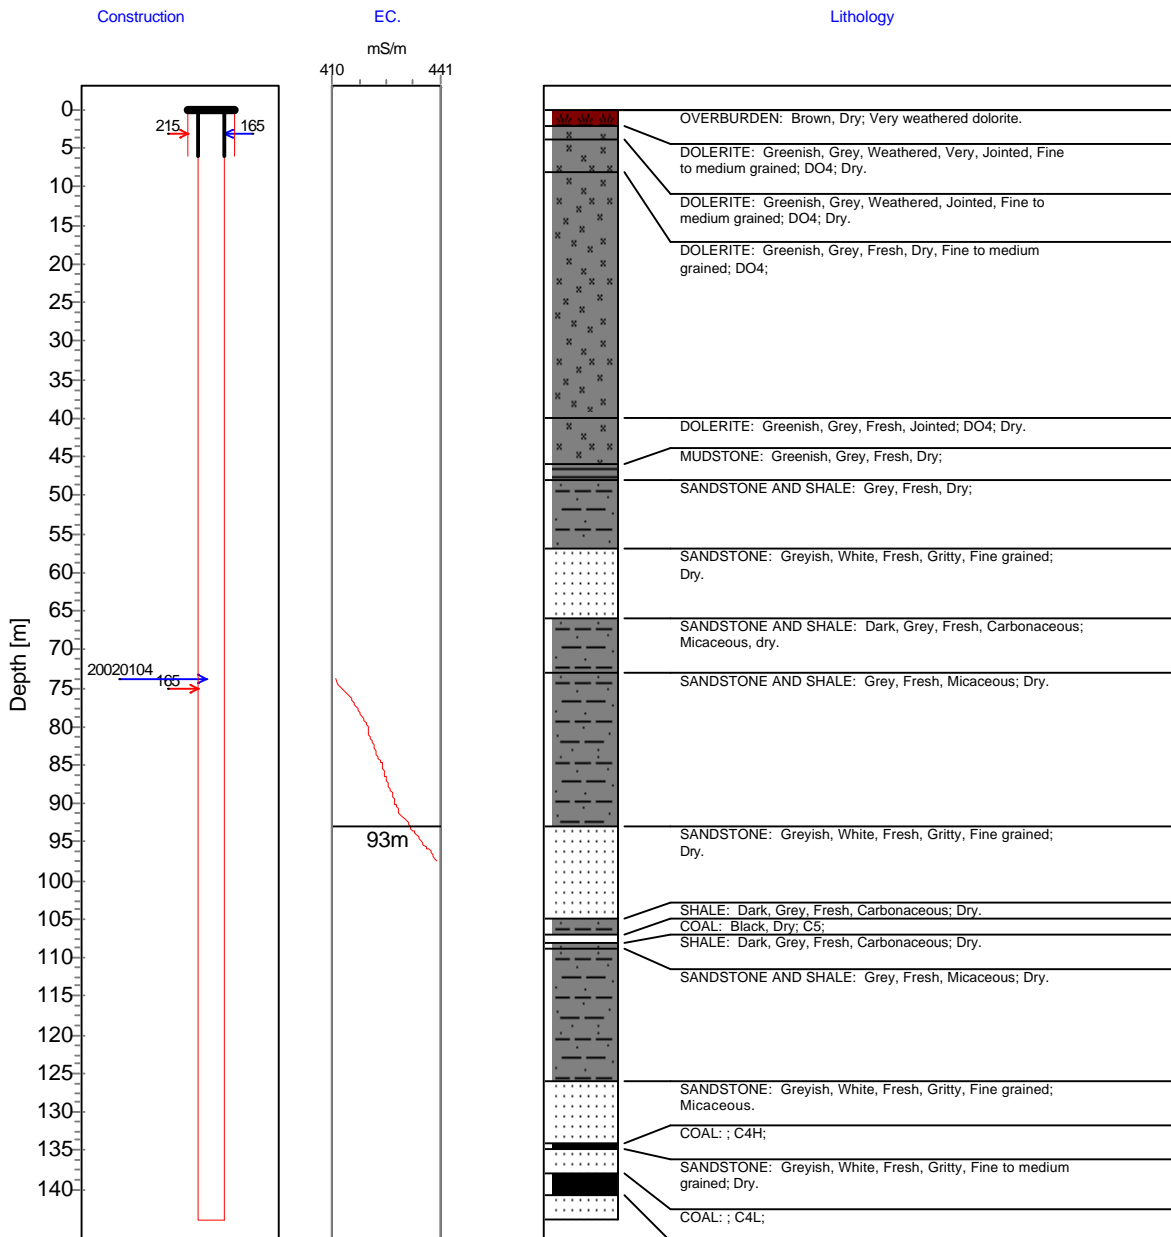 Construction
EC.
Lithology
mS/m
410
441
Depth [m]
0
5
10
15
20
25
30
35
40
45
50
55
60
65
70
75
80
85
90
95
100
105
110
115
120
125
130
135
140
215
165
20020104
165
93m
OVERBURDEN: Brown, Dry; Very weathered dolorite.
DOLERITE: Greenish, Grey, Weathered, Very, Jointed, Fine
to medium grained; DO4; Dry.
DOLERITE: Greenish, Grey, Weathered, Jointed, Fine to
medium grained; DO4; Dry.
DOLERITE: Greenish, Grey, Fresh, Dry, Fine to medium
grained; DO4;
DOLERITE: Greenish, Grey, Fresh, Jointed; DO4; Dry.
MUDSTONE: Greenish, Grey, Fresh, Dry;
SANDSTONE AND SHALE: Grey, Fresh, Dry;
SANDSTONE: Greyish, White, Fresh, Gritty, Fine grained;
Dry.
SANDSTONE AND SHALE: Dark, Grey, Fresh, Carbonaceous;
Micaceous, dry.
SANDSTONE AND SHALE: Grey, Fresh, Micaceous; Dry.
SANDSTONE: Greyish, White, Fresh, Gritty, Fine grained;
Dry.
SHALE: Dark, Grey, Fresh, Carbonaceous; Dry.
COAL: Black, Dry; C5;
SHALE: Dark, Grey, Fresh, Carbonaceous; Dry.
SANDSTONE AND SHALE: Grey, Fresh, Micaceous; Dry.
SANDSTONE: Greyish, White, Fresh, Gritty, Fine grained;
Micaceous.
COAL: ; C4H;
SANDSTONE: Greyish, White, Fresh, Gritty, Fine to medium
grained; Dry.
COAL: ; C4L;